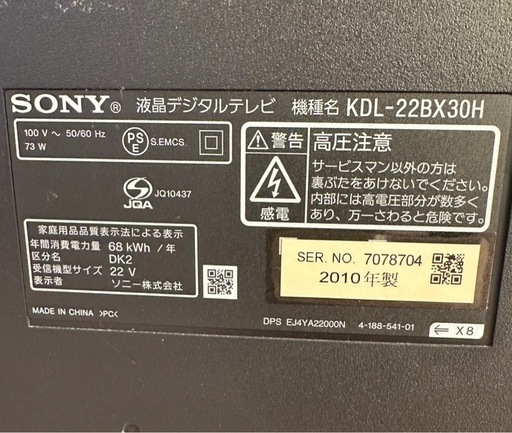 SONY® 液晶デジタルテレビ 機種名 KDL-22BX30H
100 V ～ 50/60 Hz
73 W
PS
E
S.EMCS
JQA
JQ10437
家庭用品品質表示法による表示
年間消費電力量 68 kWh / 年
区分名 DK2
受信機型サイズ 22 V
ソニー株式会社
MADE IN CHINA >PC<
警告 高圧注意
感電
サービスマン以外の方は
裏ぶたをあけないでください。
内部には高電圧部分が数多く
あり、万一さわると危険です。
SER. NO. 7078704
2010年製
DPS EJ4YA22000N 4-188-541-01
⇐ X8